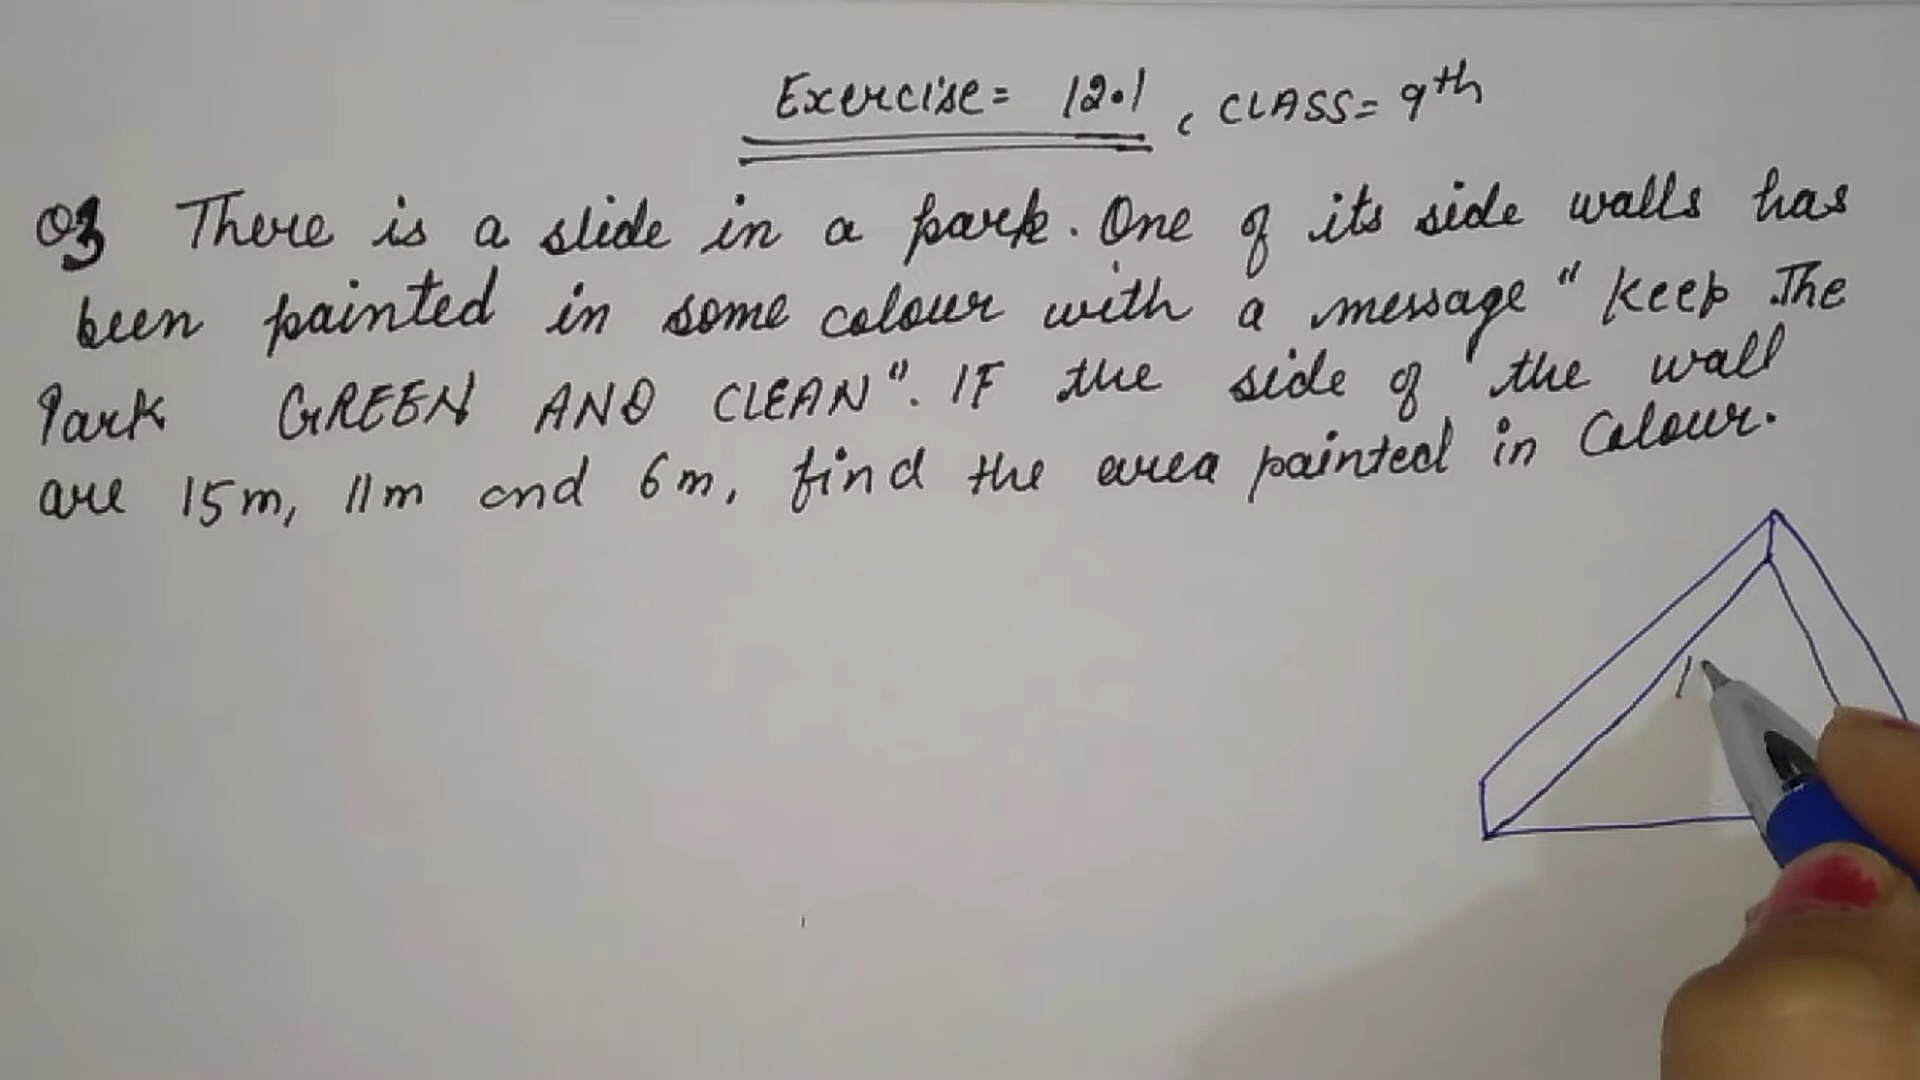 Exercise = 12.1, CLASS = 9th
Q3 There is a slide in a park. One of its side walls has
been painted in some colour with a message "Keep The
Park GREEN AND CLEAN". IF the side of the wall
are 15m, 11m and 6m, find the area painted in Colour.
1